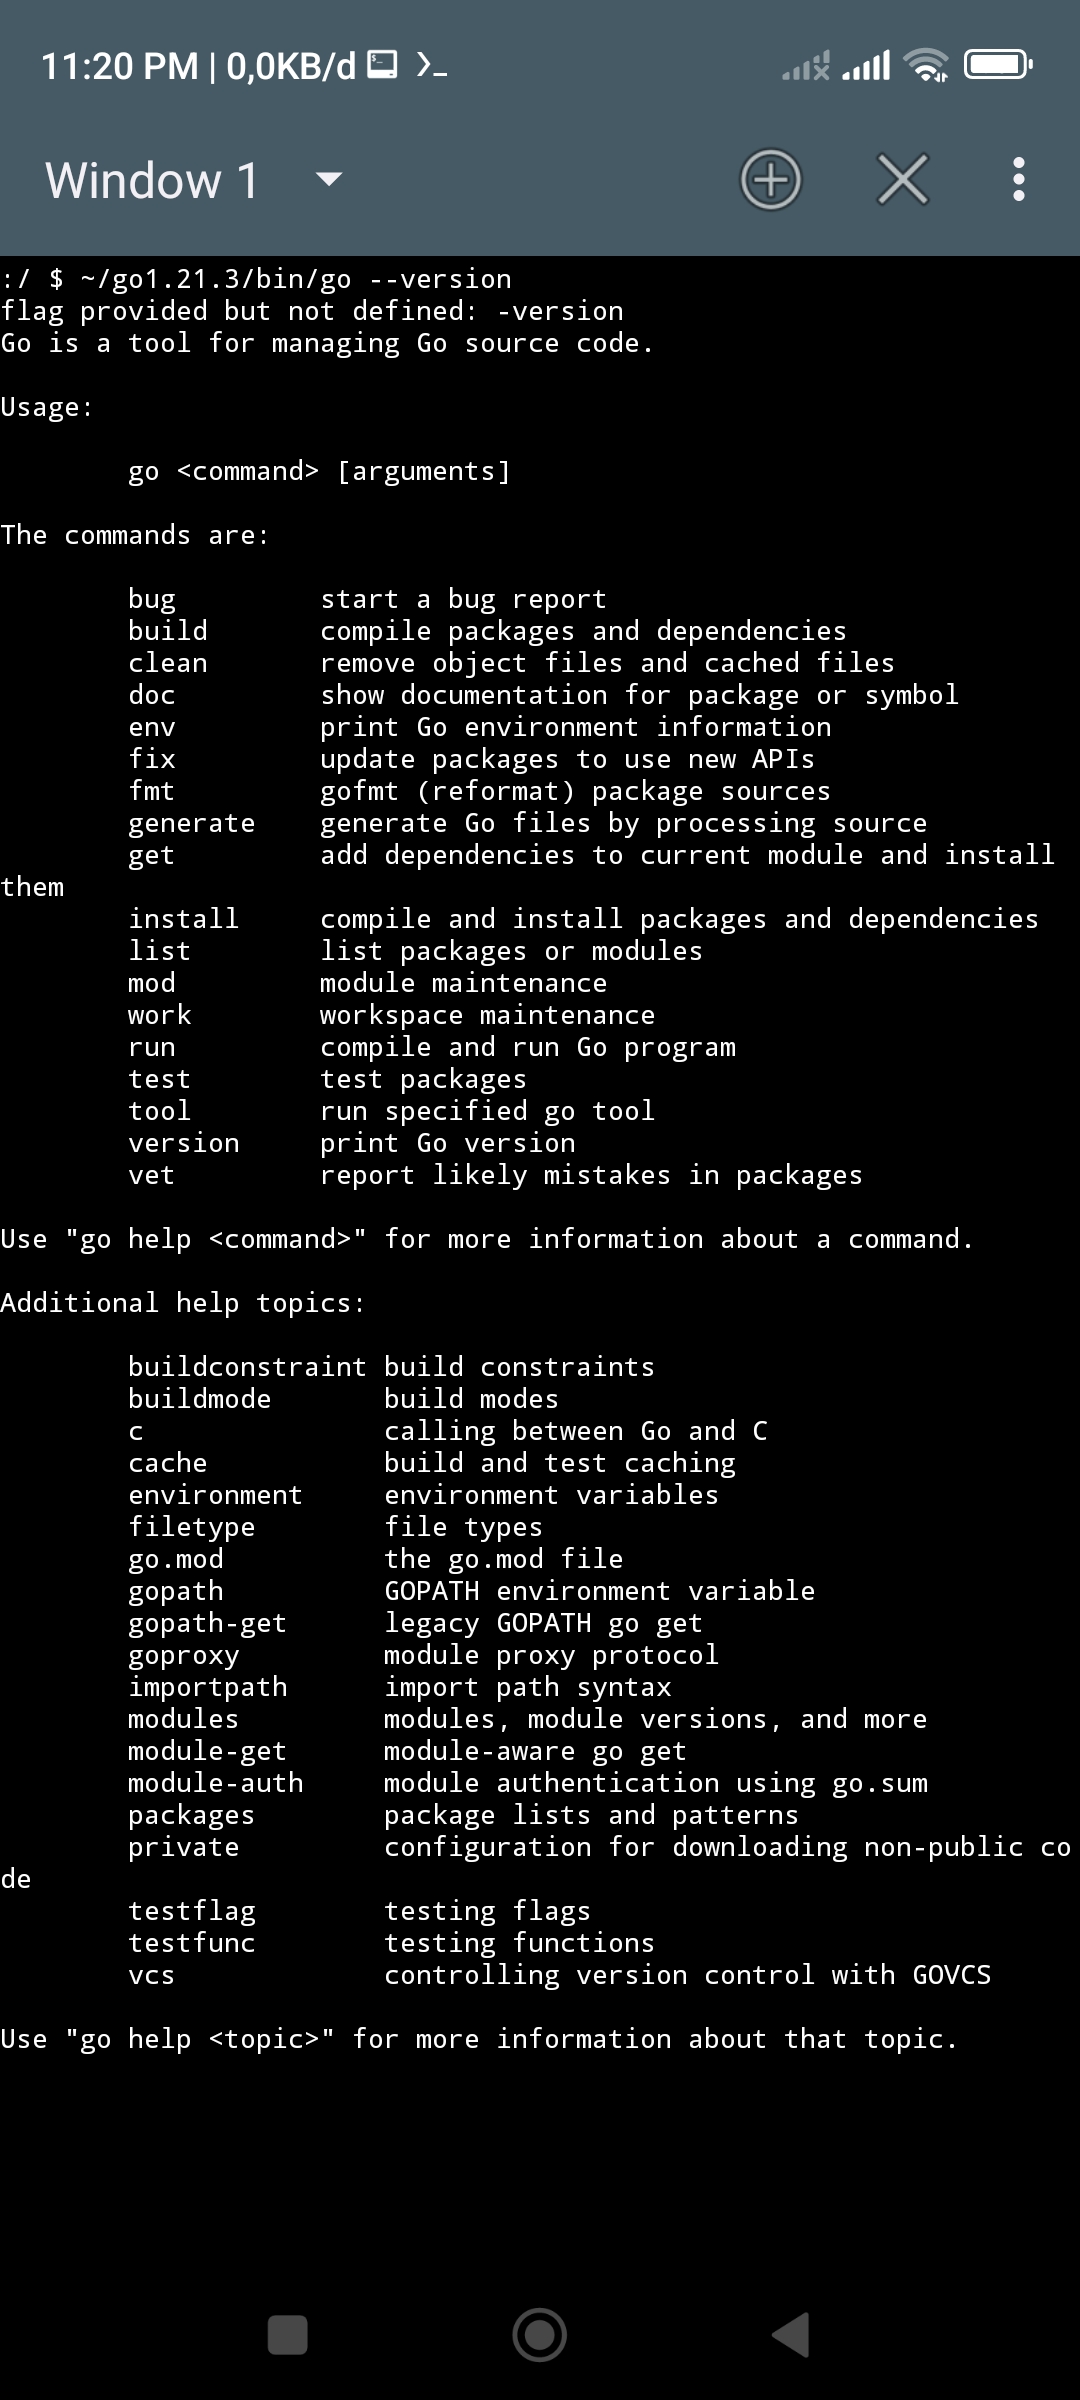 11:20 PM | 0,0KB/d
Window 1
:/ $ ~/go1.21.3/bin/go --version
flag provided but not defined: -version
Go is a tool for managing Go source code.
Usage:
go <command> [arguments]
The commands are:
bug start a bug report
build compile packages and dependencies
clean remove object files and cached files
doc show documentation for package or symbol
env print Go environment information
fix update packages to use new APIs
fmt gofmt (reformat) package sources
generate generate Go files by processing source
get add dependencies to current module and install
them
install compile and install packages and dependencies
list list packages or modules
mod module maintenance
work workspace maintenance
run compile and run Go program
test test packages
tool run specified go tool
version print Go version
vet report likely mistakes in packages
Use "go help <command>" for more information about a command.
Additional help topics:
buildconstraint build constraints
buildmode build modes
c calling between Go and C
cache build and test caching
environment environment variables
filetype file types
go.mod the go.mod file
gopath GOPATH environment variable
gopath-get legacy GOPATH go get
goproxy module proxy protocol
importpath import path syntax
modules modules, module versions, and more
module-get module-aware go get
module-auth module authentication using go.sum
packages package lists and patterns
private configuration for downloading non-public co
de
testflag testing flags
testfunc testing functions
vcs controlling version control with GOVCS
Use "go help <topic>" for more information about that topic.